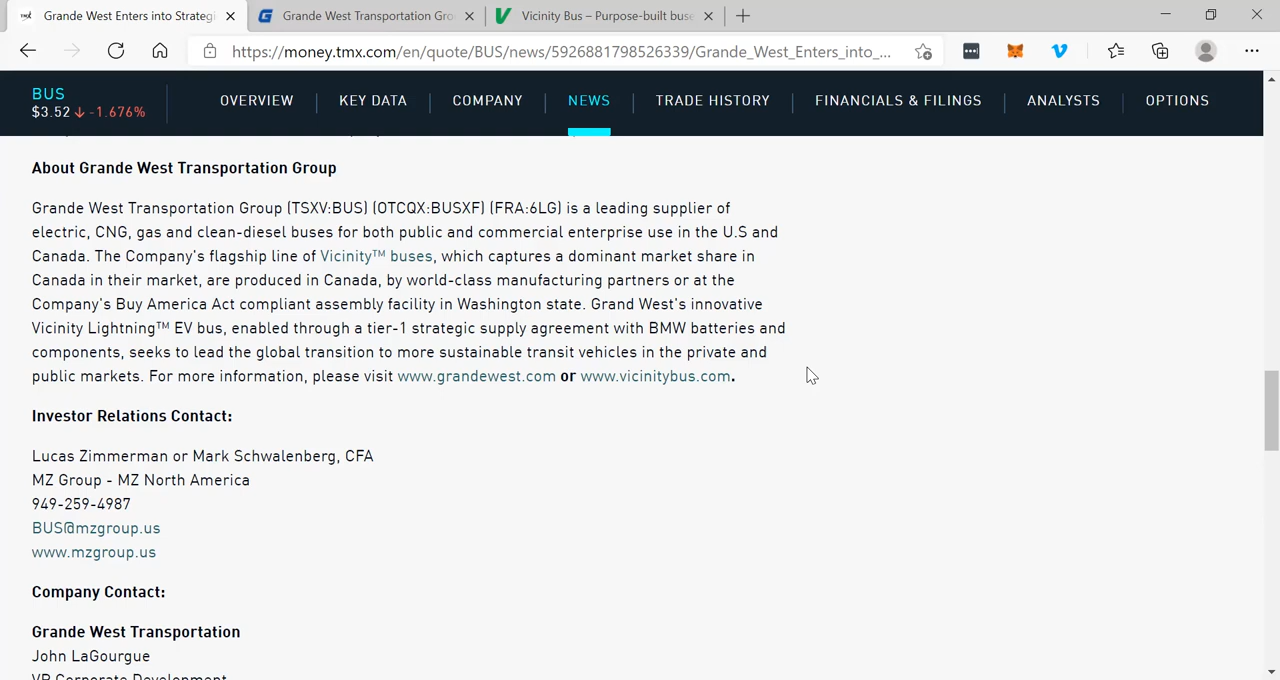 Grande West Enters into Strategi
Grande West Transportation Gro
Vicinity Bus – Purpose-built buse
https://money.tmx.com/en/quote/BUS/news/5926881798526339/Grande_West_Enters_into_...
BUS
$3.52 ↓ -1.676%
OVERVIEW
KEY DATA
COMPANY
NEWS
TRADE HISTORY
FINANCIALS & FILINGS
ANALYSTS
OPTIONS
About Grande West Transportation Group
Grande West Transportation Group (TSXV:BUS) (OTCQX:BUSXF) (FRA:6LG) is a leading supplier of
electric, CNG, gas and clean-diesel buses for both public and commercial enterprise use in the U.S and
Canada. The Company's flagship line of Vicinity™ buses, which captures a dominant market share in
Canada in their market, are produced in Canada, by world-class manufacturing partners or at the
Company's Buy America Act compliant assembly facility in Washington state. Grand West's innovative
Vicinity Lightning™ EV bus, enabled through a tier-1 strategic supply agreement with BMW batteries and
components, seeks to lead the global transition to more sustainable transit vehicles in the private and
public markets. For more information, please visit www.grandewest.com or www.vicinitybus.com.
Investor Relations Contact:
Lucas Zimmerman or Mark Schwalenberg, CFA
MZ Group - MZ North America
949-259-4987
BUS@mzgroup.us
www.mzgroup.us
Company Contact:
Grande West Transportation
John LaGourgue
VP Corporate Development